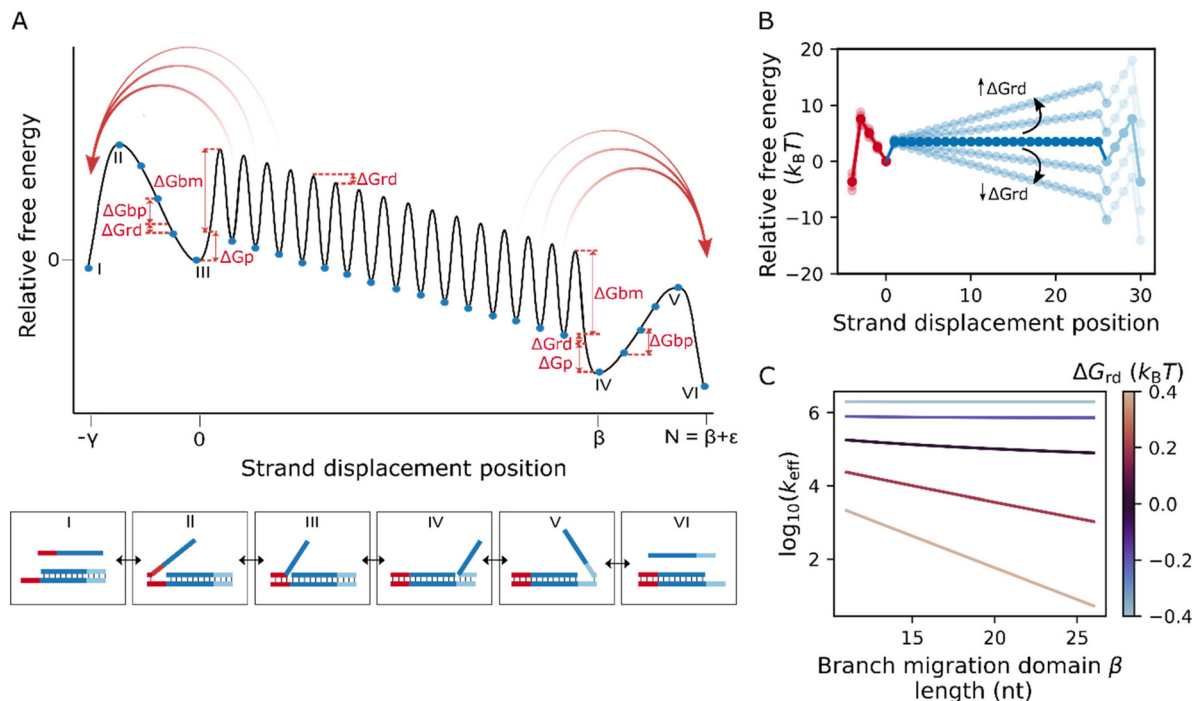 A
Relative free energy
0
I
II
III
IV
V
VI
ΔGbp
ΔGrd
ΔGbm
ΔGp
ΔGrd
ΔGbm
ΔGrd
ΔGp
ΔGbp
-γ
0
β
N = β+ε
Strand displacement position
I
II
III
IV
V
VI
B
Relative free energy
(kBT)
20
10
0
−10
−20
↑ΔGrd
↓ΔGrd
0
10
20
30
Strand displacement position
C
ΔGrd (kBT)
log10(keff)
6
4
2
15
20
25
Branch migration domain β
length (nt)
0.4
0.2
0.0
−0.2
−0.4